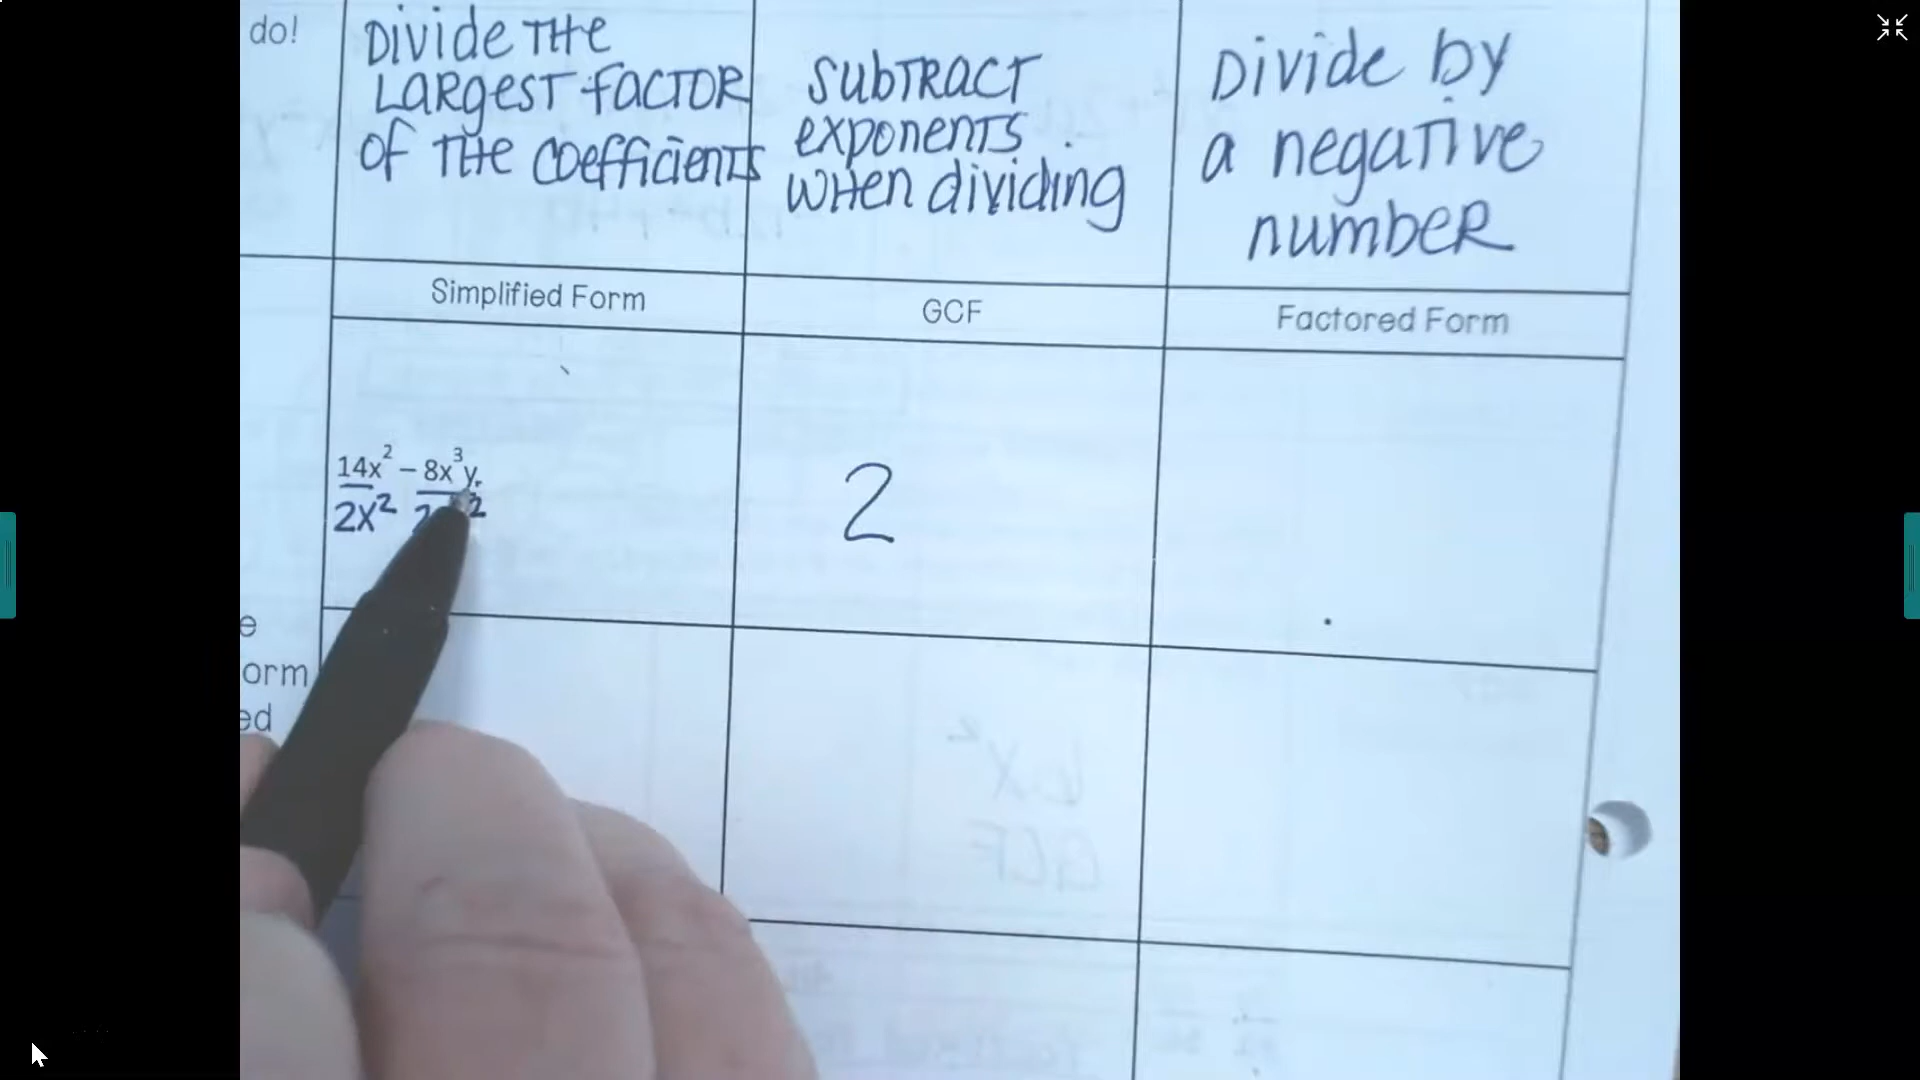 do!
DiVide THe
LARgesT fACTOR
of THe COefficienTs
SubTRACT
exponenTs
wHen dividing
Divide by
a negaTive
numbeR
Simplified Form
GCF
Factored Form
14x² – 8x³y
2x² 2
2
e
orm
ed